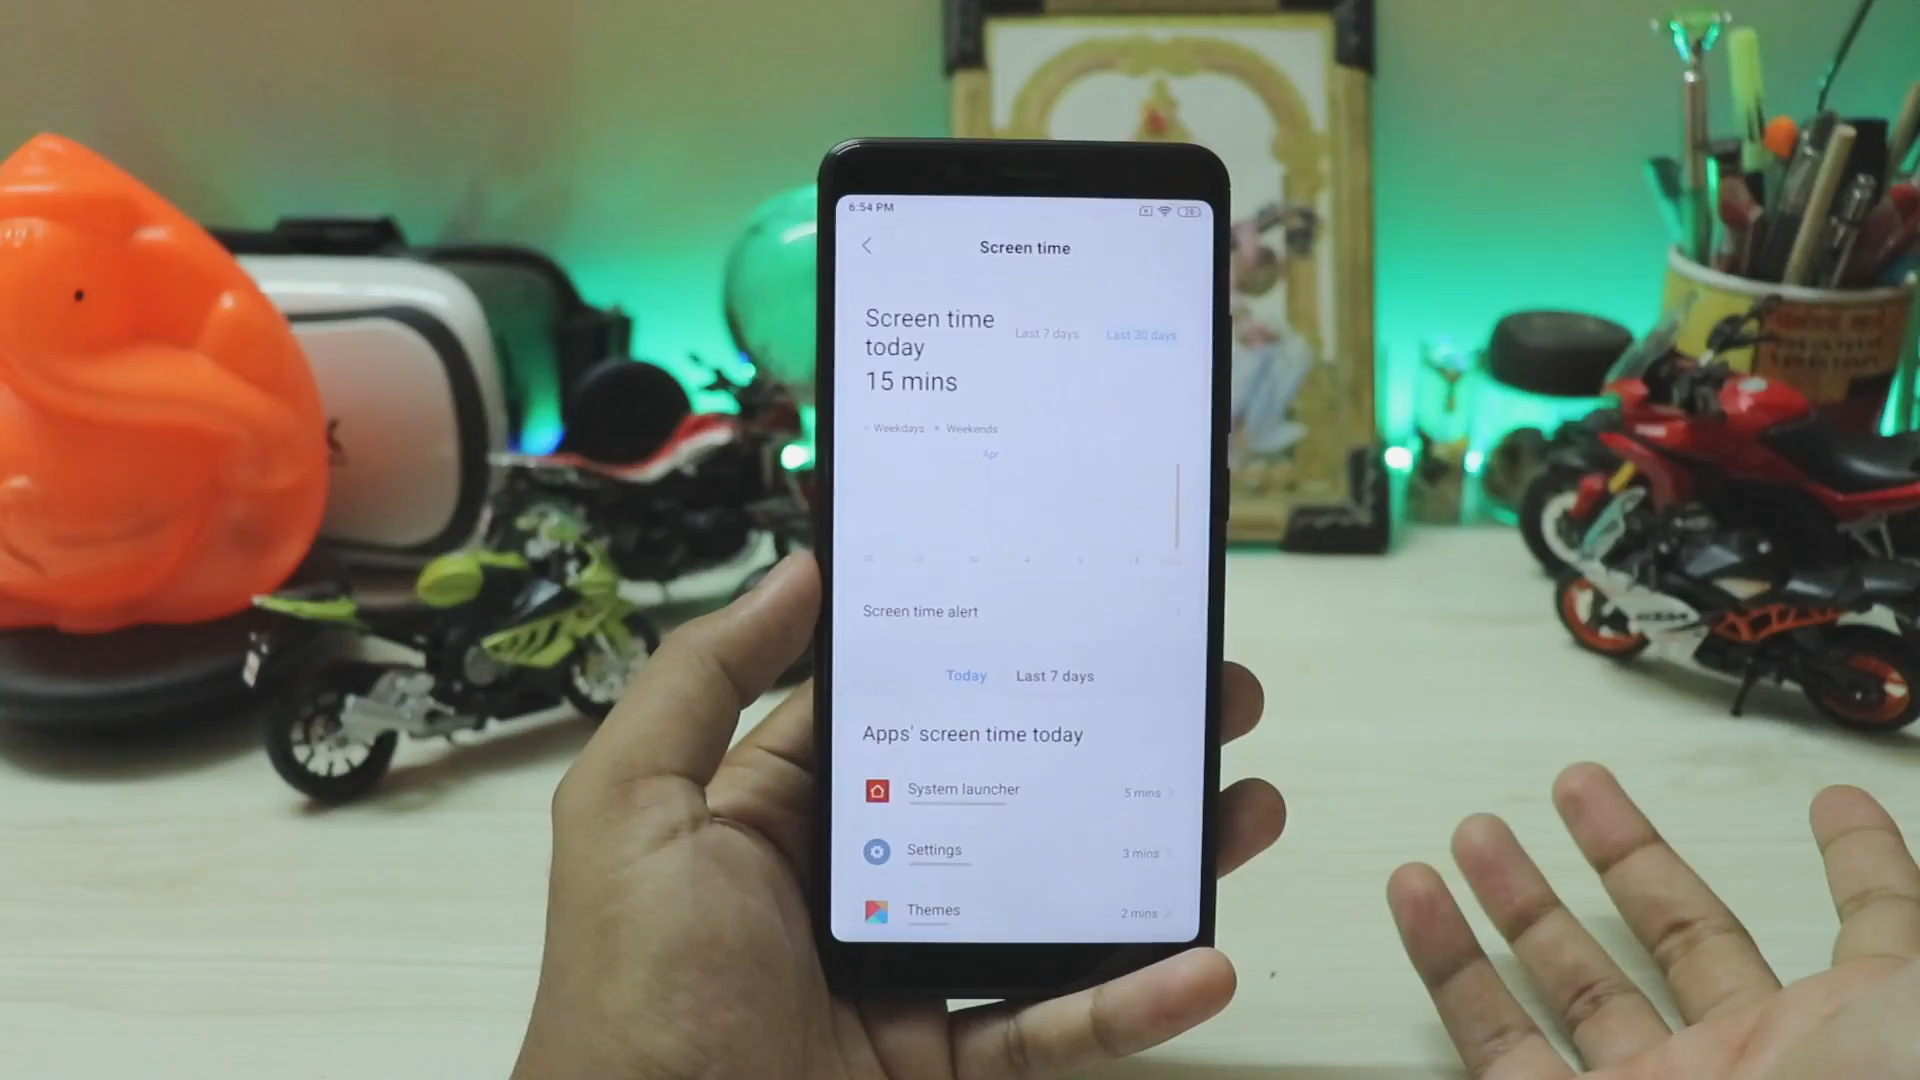 6:54 PM
Screen time
Screen time
today
Last 7 days
Last 30 days
15 mins
Weekdays
Weekends
Apr
Screen time alert
Today
Last 7 days
Apps' screen time today
System launcher
5 mins
Settings
3 mins
Themes
2 mins